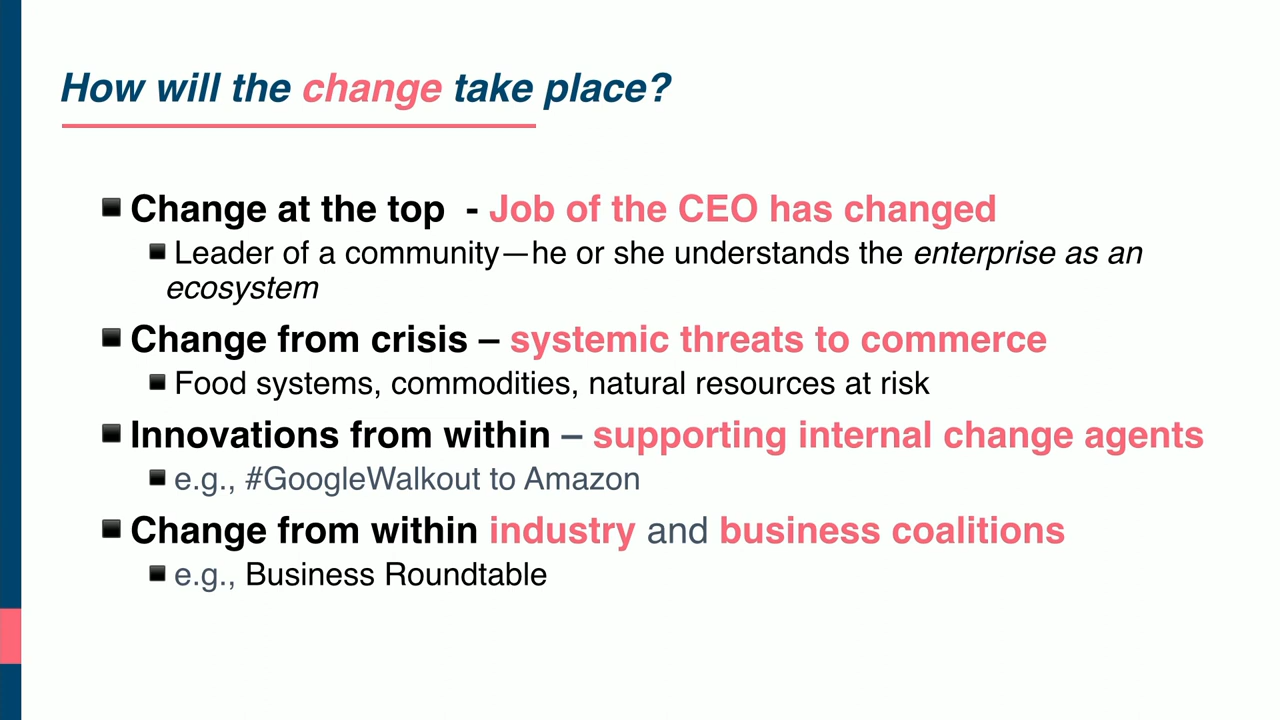 How will the change take place?
Change at the top - Job of the CEO has changed
Leader of a community—he or she understands the enterprise as an
ecosystem
Change from crisis – systemic threats to commerce
Food systems, commodities, natural resources at risk
Innovations from within – supporting internal change agents
e.g., #GoogleWalkout to Amazon
Change from within industry and business coalitions
e.g., Business Roundtable